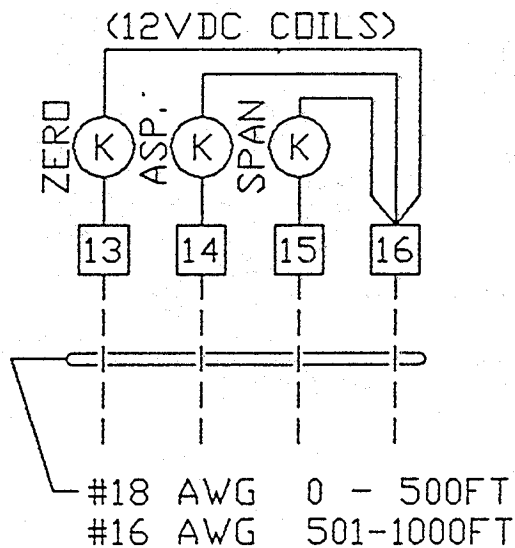 (12VDC COILS)
ZERO
ASP.
SPAN
K K K
13 14 15 16
#18 AWG 0 - 500FT
#16 AWG 501-1000FT